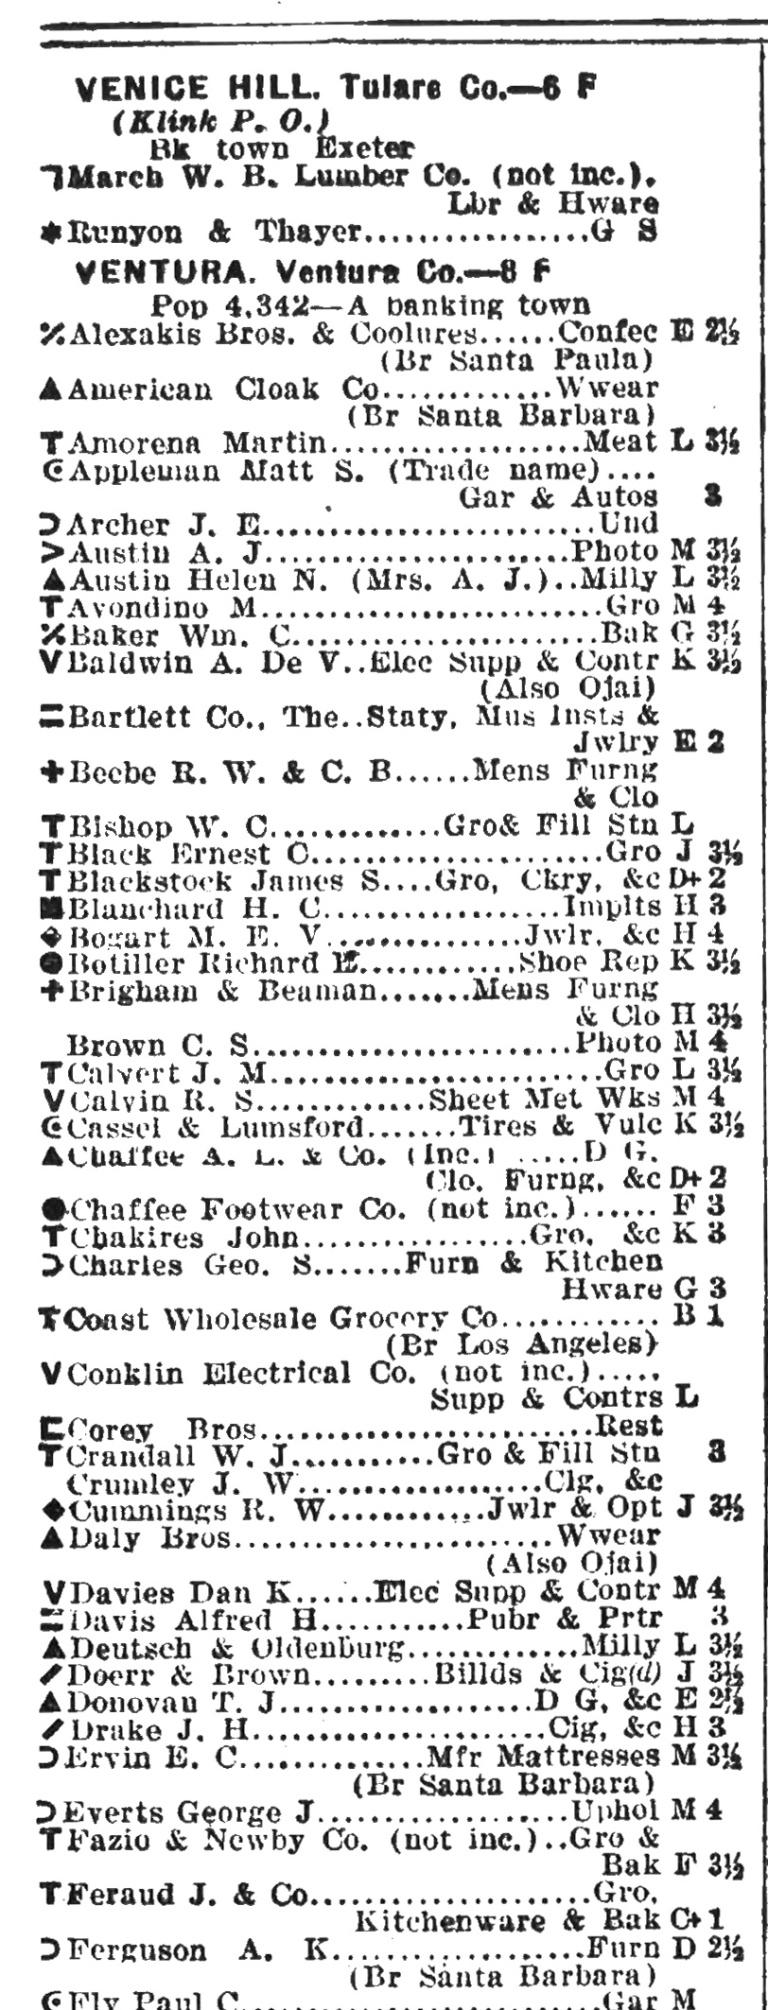 VENICE HILL. Tulare Co.—6 F
(Klink P. O.)
Bk town Exeter
March W. B. Lumber Co. (not inc.),
Lbr & Hware
Runyon & Thayer..................G S
VENTURA. Ventura Co.—8 F
Pop 4,342—A banking town
Alexakis Bros. & Coolures......Confec E 2½
(Br Santa Paula)
▲American Cloak Co.............Wwear
(Br Santa Barbara)
TAmorena Martin...................Meat L 3½
Appleman Matt S. (Trade name)....
Gar & Autos 3
Archer J. E..........................Und
>Austin A. J.......................Photo M 3½
▲Austin Helen N. (Mrs. A. J.)..Milly L 3½
TAvondino M..........................Gro M 4
Baker Wm. C........................Bak G 3½
VBaldwin A. De V..Elec Supp & Contr K 3½
(Also Ojai)
=Bartlett Co., The..Staty, Mus Insts &
Jwlry E 2
+Beebe R. W. & C. B......Mens Furng
& Clo
TBishop W. C.............Gro& Fill Stn L
TBlack Ernest C......................Gro J 3½
TBlackstock James S....Gro, Ckry, &c D+ 2
■Blanchard H. C..................Implts H 3
Bogart M. E. V...............Jwlr, &c H 4
●Botiller Richard E............Shoe Rep K 3½
+Brigham & Beaman.......Mens Furng
& Clo H 3½
Brown C. S........................Photo M 4
TCalvert J. M..........................Gro L 3½
VCalvin R. S.............Sheet Met Wks M 4
Cassel & Lumsford.......Tires & Vulc K 3½
▲Chaffee A. L. & Co. (Inc.) .....D G.
Clo. Furng, &c D+ 2
●Chaffee Footwear Co. (not inc.)...... F 3
TChakires John.................Gro, &c K 3
Charles Geo. S.......Furn & Kitchen
Hware G 3
TCoast Wholesale Grocery Co............ B 1
(Br Los Angeles)
VConklin Electrical Co. (not inc.).....
Supp & Contrs L
Corey Bros.........................Rest
TCrandall W. J...........Gro & Fill Stn 3
Crumley J. W...................Clg, &c
◆Cummings R. W............Jwlr & Opt J 3½
▲Daly Bros........................Wwear
(Also Ojai)
VDavies Dan K......Elec Supp & Contr M 4
=Davis Alfred H...........Pubr & Prtr 3
▲Deutsch & Oldenburg.............Milly L 3½
Doerr & Brown.........Billds & Cig(d) J 3½
▲Donovan T. J...................D G, &c E 2½
Drake J. H.......................Cig, &c H 3
Ervin E. C..............Mfr Mattresses M 3½
(Br Santa Barbara)
Everts George J...................Uphol M 4
TFazio & Newby Co. (not inc.)..Gro &
Bak F 3½
TFeraud J. & Co.....................Gro,
Kitchenware & Bak C+ 1
Ferguson A. K...................Furn D 2½
(Br Santa Barbara)
Ely Paul C...........................Gar M